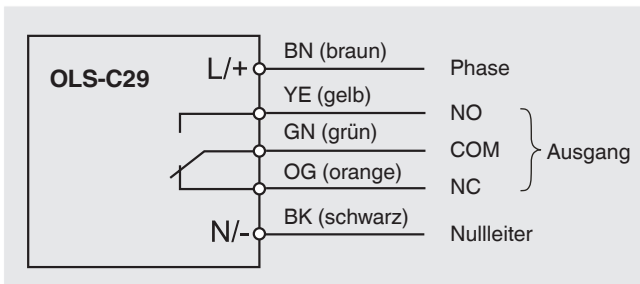 OLS-C29
L/+ BN (braun) Phase
YE (gelb) NO
GN (grün) COM
Ausgang
OG (orange) NC
N/- BK (schwarz) Nullleiter